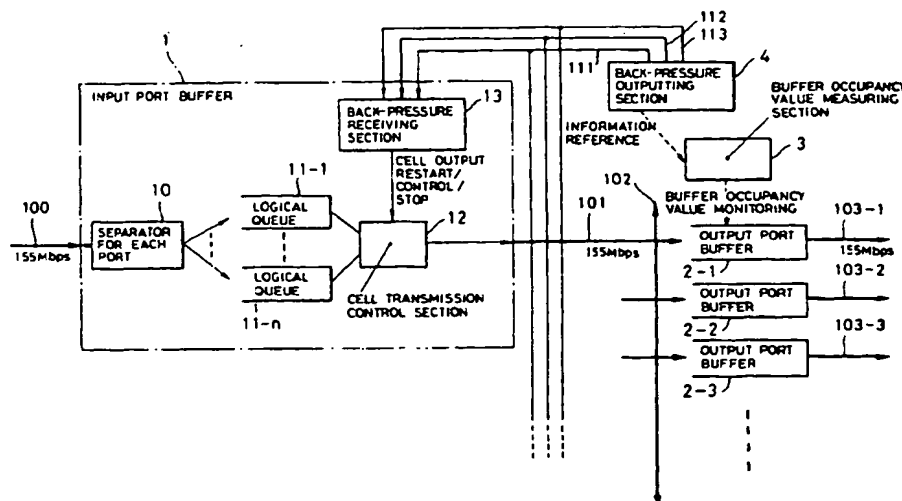 1
INPUT PORT BUFFER
BACK-PRESSURE
RECEIVING
SECTION
13
CELL OUTPUT
RESTART/
CONTROL/
STOP
11-1
LOGICAL
QUEUE
10
SEPARATOR
FOR EACH
PORT
100
155Mbps
12
LOGICAL
QUEUE
11-n
CELL TRANSMISSION
CONTROL SECTION
112
113
111
BACK-PRESSURE
OUTPUTTING
SECTION
4
BUFFER OCCUPANCY
VALUE MEASURING
SECTION
INFORMATION
REFERENCE
3
102
BUFFER OCCUPANCY
VALUE MONITORING
101
155Mbps
OUTPUT PORT
BUFFER
2-1
103-1
155Mbps
103-2
OUTPUT PORT
BUFFER
2-2
103-3
OUTPUT PORT
BUFFER
2-3